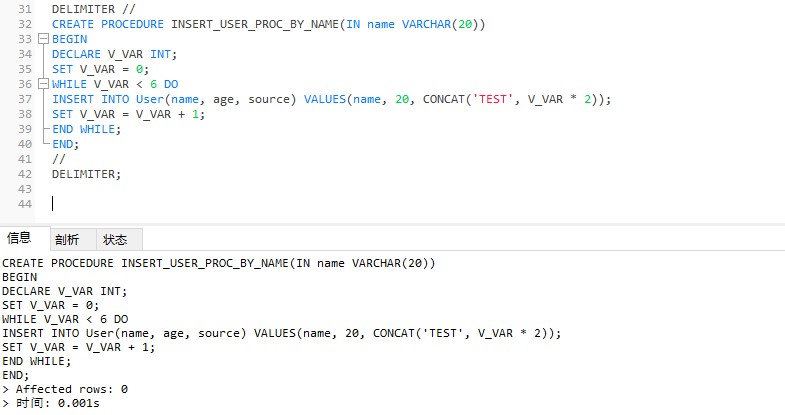 31 DELIMITER //
32 CREATE PROCEDURE INSERT_USER_PROC_BY_NAME(IN name VARCHAR(20))
33 BEGIN
34 DECLARE V_VAR INT;
35 SET V_VAR = 0;
36 WHILE V_VAR < 6 DO
37 INSERT INTO User(name, age, source) VALUES(name, 20, CONCAT('TEST', V_VAR * 2));
38 SET V_VAR = V_VAR + 1;
39 END WHILE;
40 END;
41 //
42 DELIMITER;
43
44
信息 剖析 状态
CREATE PROCEDURE INSERT_USER_PROC_BY_NAME(IN name VARCHAR(20))
BEGIN
DECLARE V_VAR INT;
SET V_VAR = 0;
WHILE V_VAR < 6 DO
INSERT INTO User(name, age, source) VALUES(name, 20, CONCAT('TEST', V_VAR * 2));
SET V_VAR = V_VAR + 1;
END WHILE;
END;
> Affected rows: 0
> 时间: 0.001s